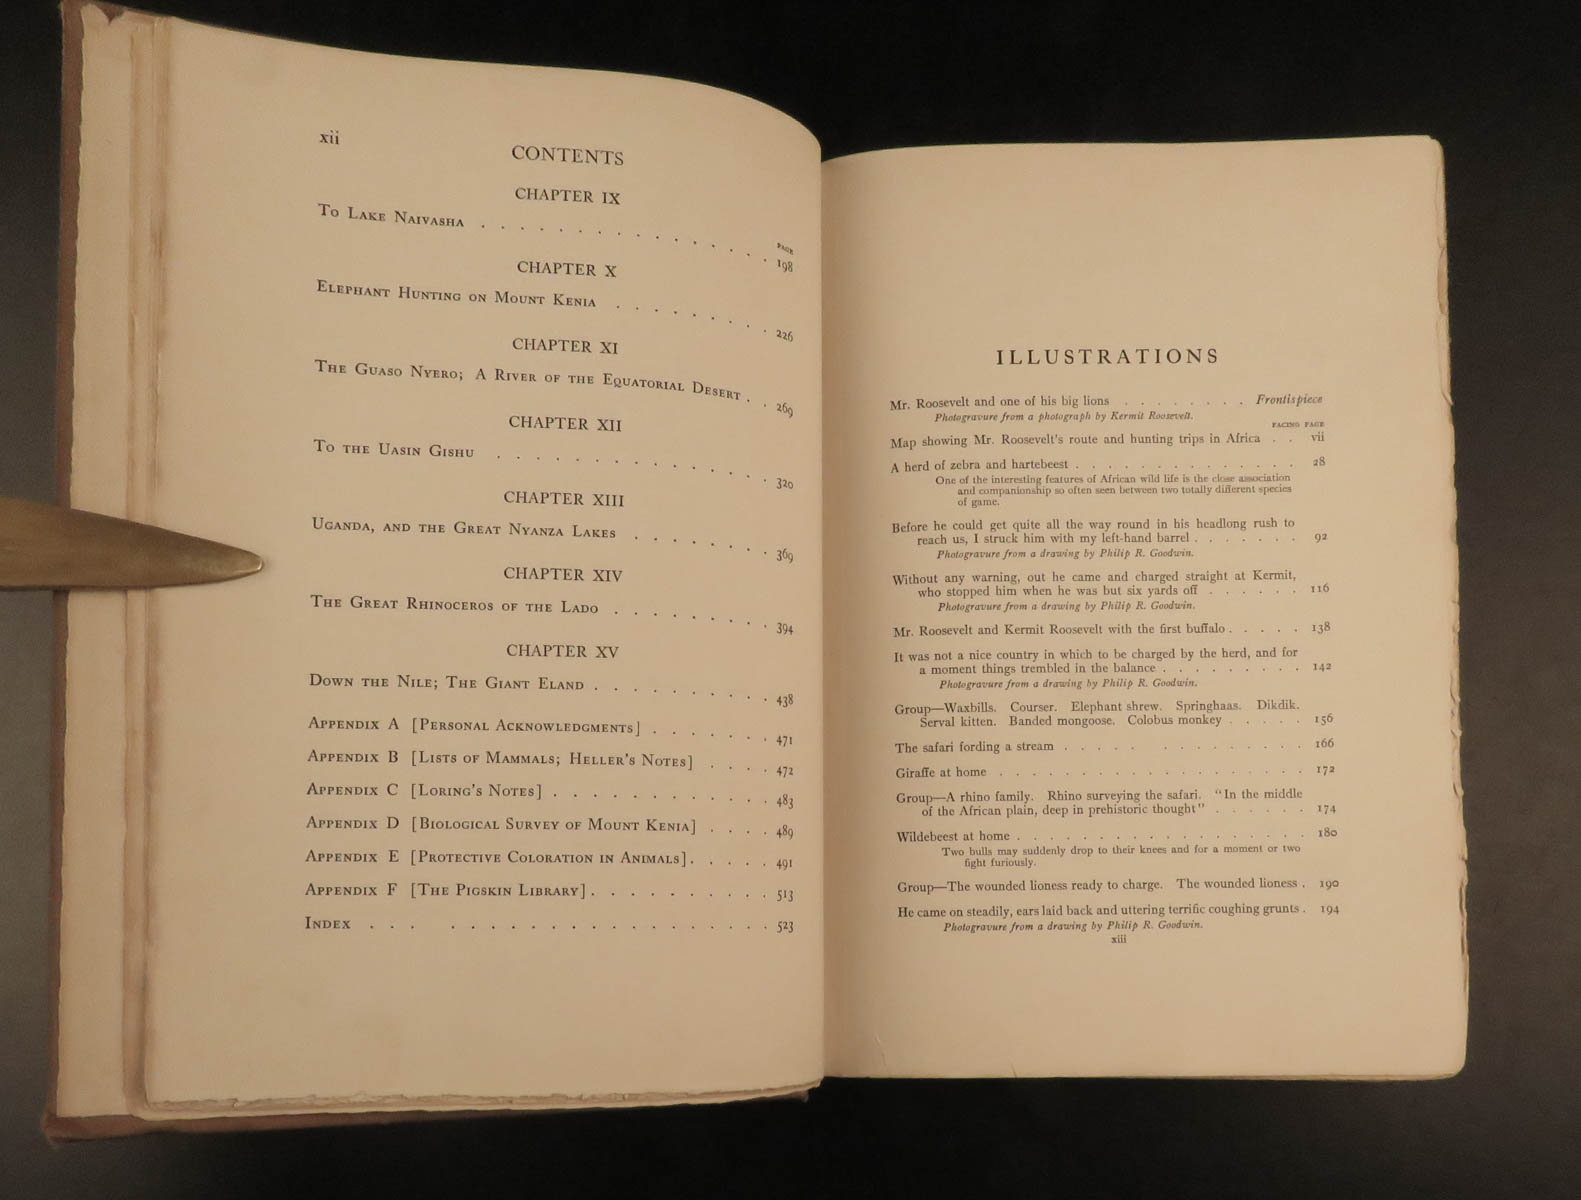 xii
CONTENTS
CHAPTER IX
PAGE
To Lake Naivasha . . . . . . . . . . . . . . . . 198
CHAPTER X
Elephant Hunting on Mount Kenia . . . . . . . . . 226
CHAPTER XI
The Guaso Nyero; A River of the Equatorial Desert . . 269
CHAPTER XII
To the Uasin Gishu . . . . . . . . . . . . . . . 320
CHAPTER XIII
Uganda, and the Great Nyanza Lakes . . . . . . . . 369
CHAPTER XIV
The Great Rhinoceros of the Lado . . . . . . . . . 394
CHAPTER XV
Down the Nile; The Giant Eland . . . . . . . . . . 438
Appendix A [Personal Acknowledgments] . . . . . . . 471
Appendix B [Lists of Mammals; Heller's Notes] . . . . 472
Appendix C [Loring's Notes] . . . . . . . . . . . . 483
Appendix D [Biological Survey of Mount Kenia] . . . . 489
Appendix E [Protective Coloration in Animals] . . . . . 491
Appendix F [The Pigskin Library] . . . . . . . . . . 513
Index . . . . . . . . . . . . . . . . . . . . 523
ILLUSTRATIONS
Mr. Roosevelt and one of his big lions . . . . . . . . Frontispiece
Photogravure from a photograph by Kermit Roosevelt.
FACING PAGE
Map showing Mr. Roosevelt's route and hunting trips in Africa . . vii
A herd of zebra and hartebeest . . . . . . . . . . . . . . 28
One of the interesting features of African wild life is the close association
and companionship so often seen between two totally different species
of game.
Before he could get quite all the way round in his headlong rush to
reach us, I struck him with my left-hand barrel . . . . . . . 92
Photogravure from a drawing by Philip R. Goodwin.
Without any warning, out he came and charged straight at Kermit,
who stopped him when he was but six yards off . . . . . . 116
Photogravure from a drawing by Philip R. Goodwin.
Mr. Roosevelt and Kermit Roosevelt with the first buffalo . . . . . 138
It was not a nice country in which to be charged by the herd, and for
a moment things trembled in the balance . . . . . . . . . 142
Photogravure from a drawing by Philip R. Goodwin.
Group—Waxbills. Courser. Elephant shrew. Springhaas. Dikdik.
Serval kitten. Banded mongoose. Colobus monkey . . . . . 156
The safari fording a stream . . . . . . . . . . . . . . 166
Giraffe at home . . . . . . . . . . . . . . . . . . 172
Group—A rhino family. Rhino surveying the safari. "In the middle
of the African plain, deep in prehistoric thought" . . . . . . 174
Wildebeest at home . . . . . . . . . . . . . . . . . . 180
Two bulls may suddenly drop to their knees and for a moment or two
fight furiously.
Group—The wounded lioness ready to charge. The wounded lioness . 190
He came on steadily, ears laid back and uttering terrific coughing grunts . 194
Photogravure from a drawing by Philip R. Goodwin.
xiii